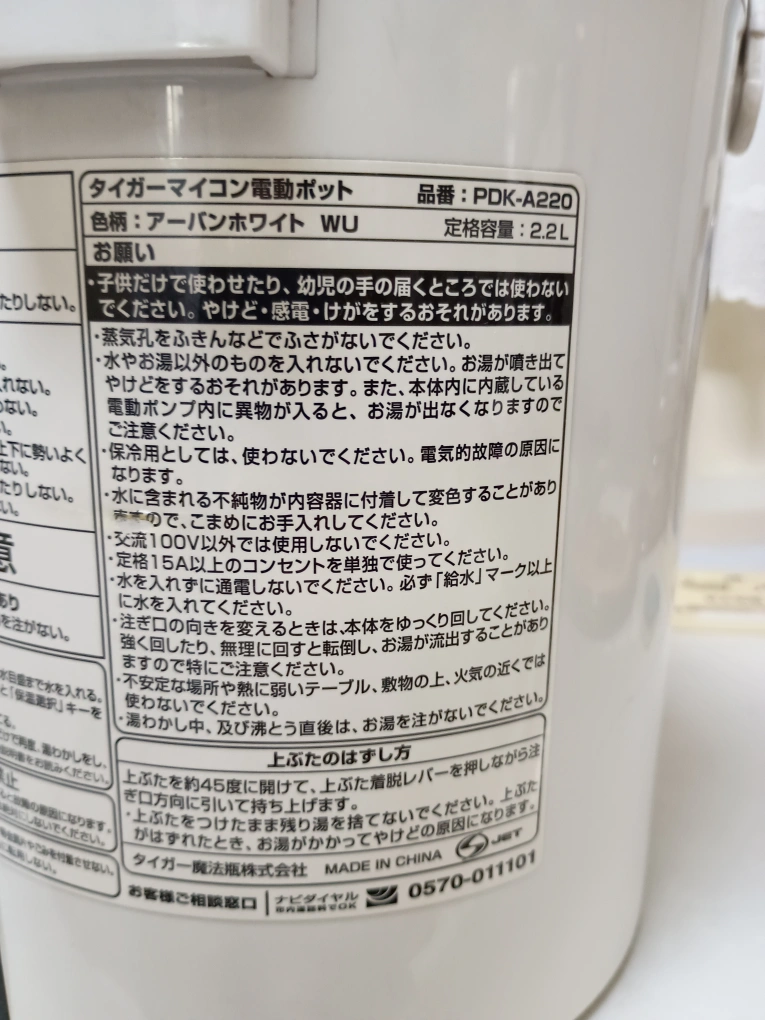 タイガーマイコン電動ポット 品番：PDK-A220
色柄：アーバンホワイト WU 定格容量：2.2L
お願い
・子供だけで使わせたり、幼児の手の届くところでは使わない
でください。やけど・感電・けがをするおそれがあります。
・蒸気孔をふきんなどでふさがないでください。
・水やお湯以外のものを入れないでください。お湯が噴き出て
やけどをするおそれがあります。また、本体内に内蔵している
電動ポンプ内に異物が入ると、お湯が出なくなりますので
ご注意ください。
・保冷用としては、使わないでください。電気的故障の原因に
なります。
・水に含まれる不純物が内容器に付着して変色することがあり
ますので、こまめにお手入れしてください。
・交流100V以外では使用しないでください。
・定格15A以上のコンセントを単独で使ってください。
・水を入れずに通電しないでください。必ず「給水」マーク以上
に水を入れてください。
・注ぎ口の向きを変えるときは、本体をゆっくり回してください。
強く回したり、無理に回すと転倒し、お湯が流出することがあり
ますので特にご注意ください。
・不安定な場所や熱に弱いテーブル、敷物の上、火気の近くでは
使わないでください。
・湯わかし中、及び沸とう直後は、お湯を注がないでください。
上ぶたのはずし方
上ぶたを約45度に開けて、上ぶた着脱レバーを押しながら注
ぎ口方向に引いて持ち上げます。
・上ぶたをつけたまま残り湯を捨てないでください。上ぶた
がはずれたとき、お湯がかかってやけどの原因になります。
タイガー魔法瓶株式会社 MADE IN CHINA JET
お客様ご相談窓口 ナビダイヤル 0570-011101
たりしない。
れない。
ない。
上下に勢いよく
ない。
たりしない。
い。
意
あり
を注がない。
水目盛まで水を入れる。
と「保温選択」キーを